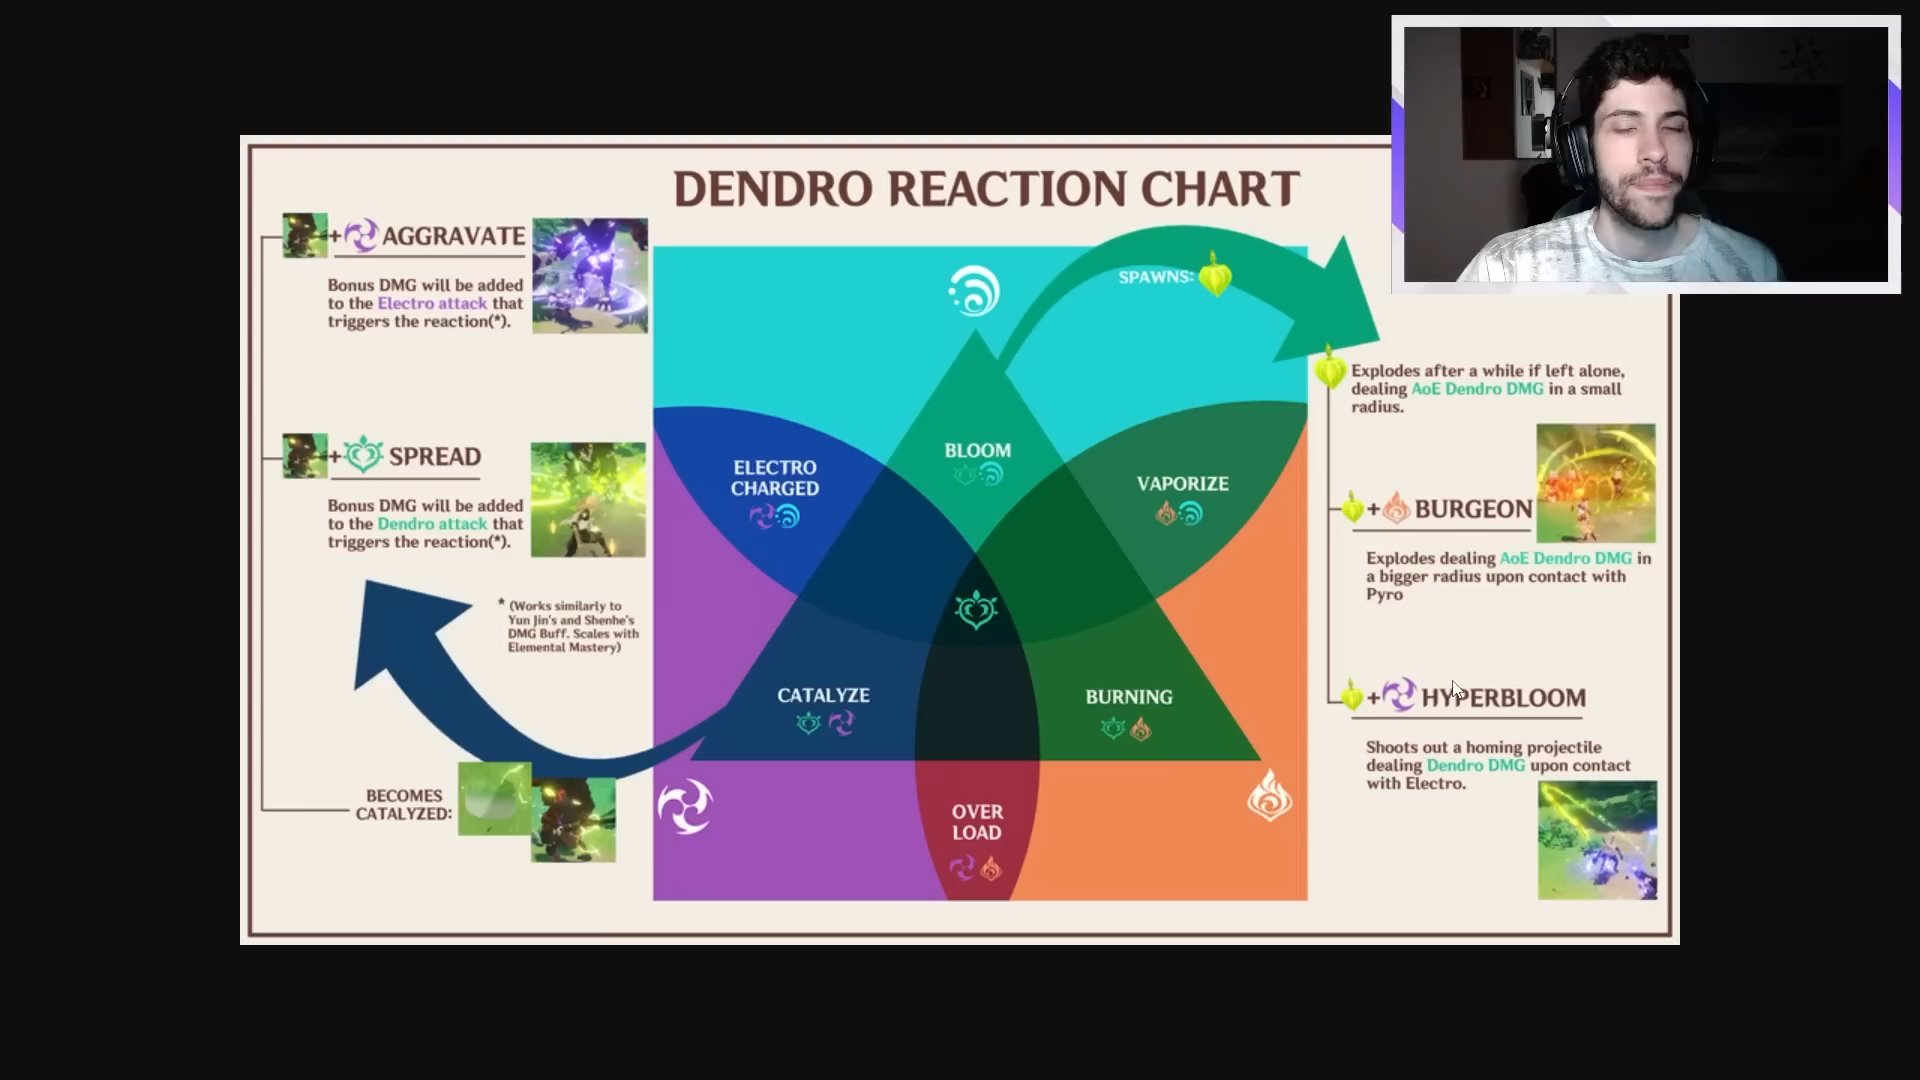 DENDRO REACTION CHART
+ AGGRAVATE
Bonus DMG will be added
to the Electro attack that
triggers the reaction(*).
+ SPREAD
Bonus DMG will be added
to the Dendro attack that
triggers the reaction(*).
* (Works similarly to
Yun Jin's and Shenhe's
DMG Buff. Scales with
Elemental Mastery)
BECOMES
CATALYZED:
SPAWNS:
BLOOM
ELECTRO
CHARGED
VAPORIZE
CATALYZE
BURNING
OVER
LOAD
Explodes after a while if left alone,
dealing AoE Dendro DMG in a small
radius.
+ BURGEON
Explodes dealing AoE Dendro DMG in
a bigger radius upon contact with
Pyro
+ HYPERBLOOM
Shoots out a homing projectile
dealing Dendro DMG upon contact
with Electro.